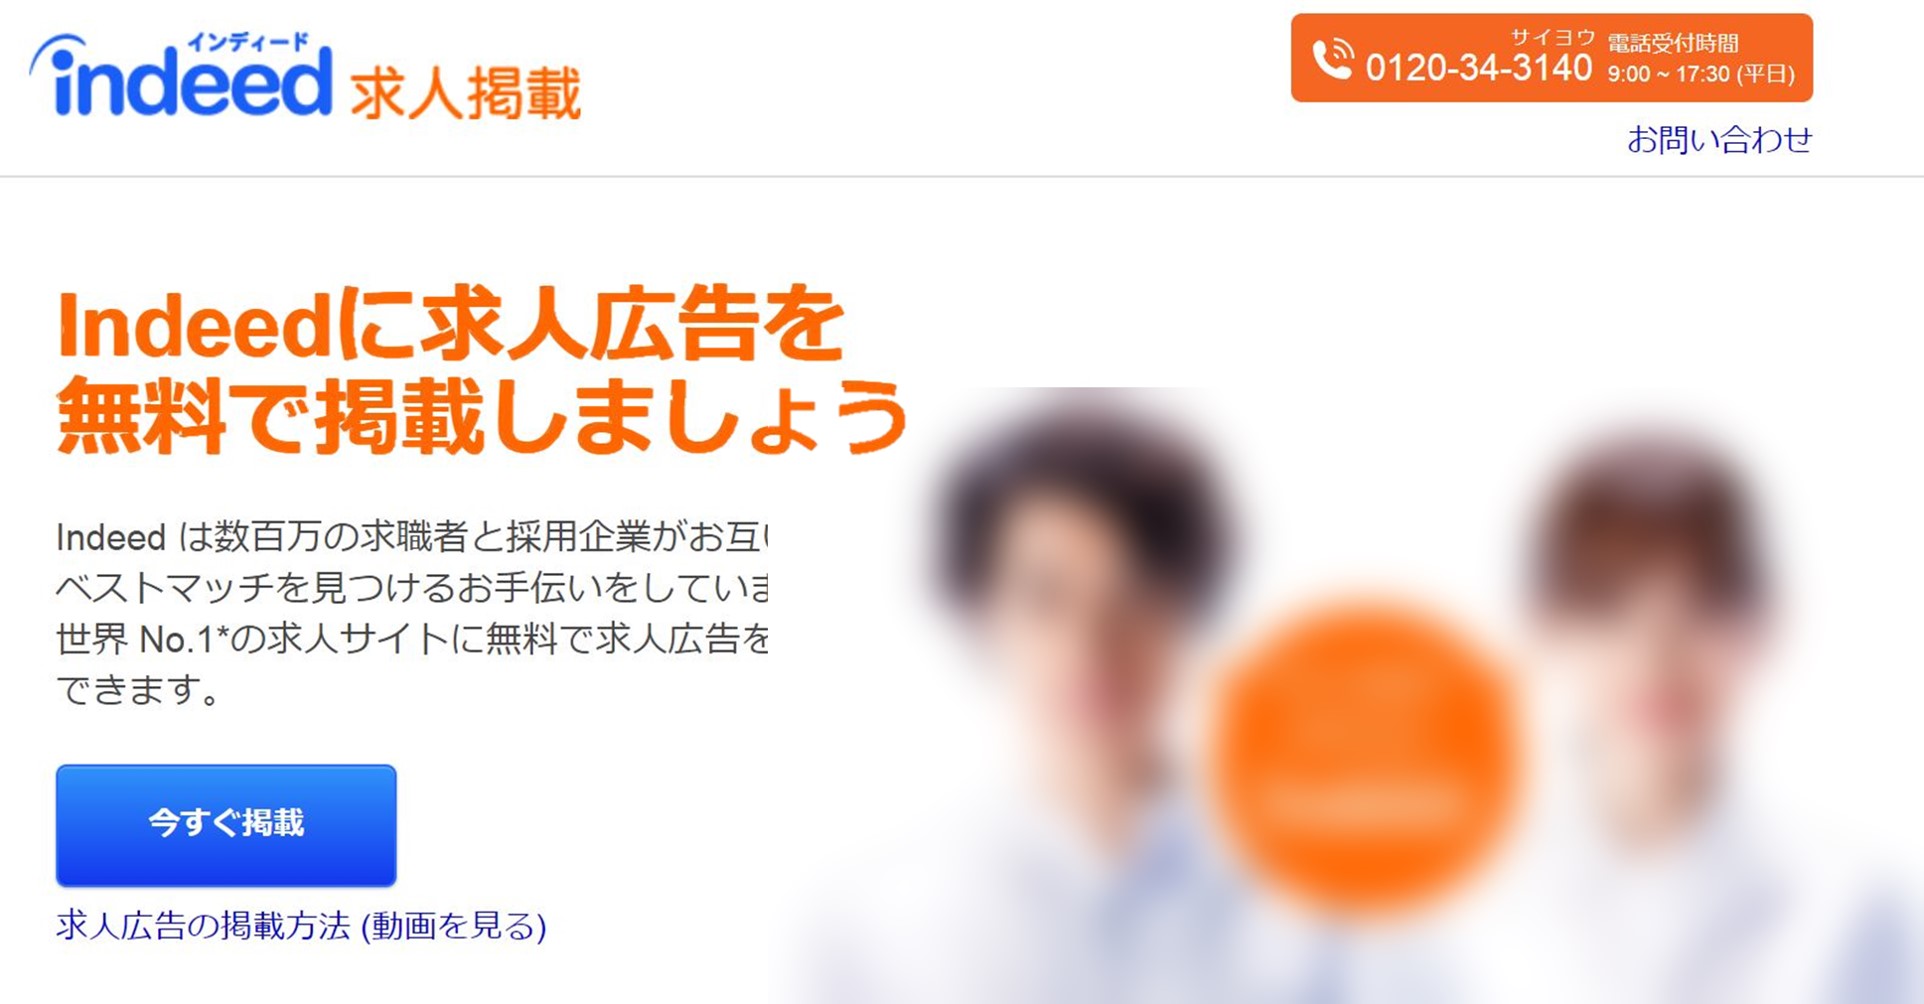 インディード
indeed 求人掲載
サイヨウ
0120-34-3140
電話受付時間
9:00 ~ 17:30 (平日)
お問い合わせ
Indeedに求人広告を
無料で掲載しましょう
Indeed は数百万の求職者と採用企業がお互
ベストマッチを見つけるお手伝いをしてい
世界 No.1*の求人サイトに無料で求人広告を
できます。
今すぐ掲載
求人広告の掲載方法 (動画を見る)